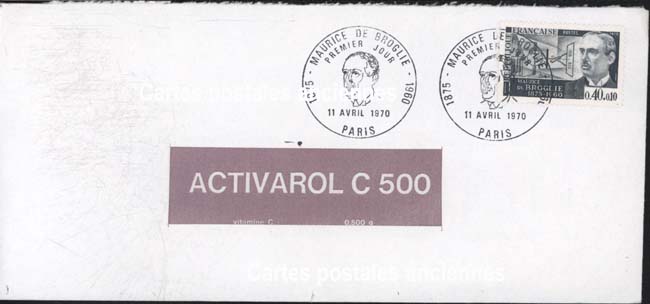 MAURICE DE BROGLIE
PREMIER JOUR
1875 - 1960
11 AVRIL 1970
PARIS
MAURICE DE BROGLIE
PREMIER
1875
11 AVRIL 1970
PARIS
FRANÇAISE POSTES
MAURICE
DE BROGLIE
1875-1960
0,40+0,10
Cartes postales anciennes
ACTIVAROL C 500
vitamine C : 0,500 g
Cartes postales anciennes